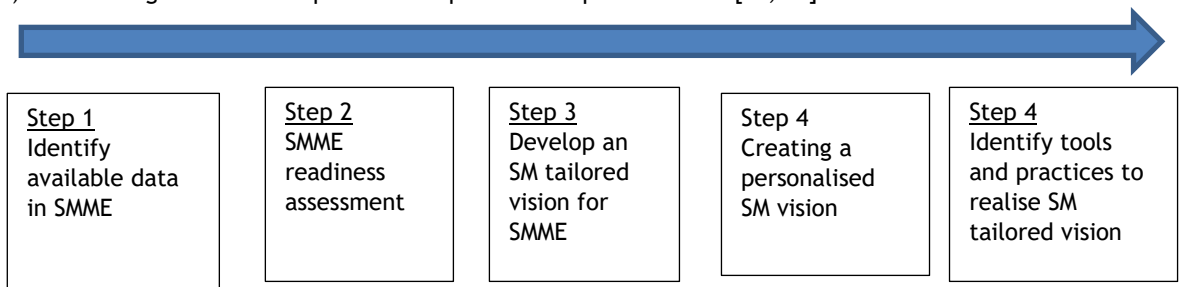 Step 1
Identify
available data
in SMME
Step 2
SMME
readiness
assessment
Step 3
Develop an
SM tailored
vision for
SMME
Step 4
Creating a
personalised
SM vision
Step 4
Identify tools
and practices to
realise SM
tailored vision